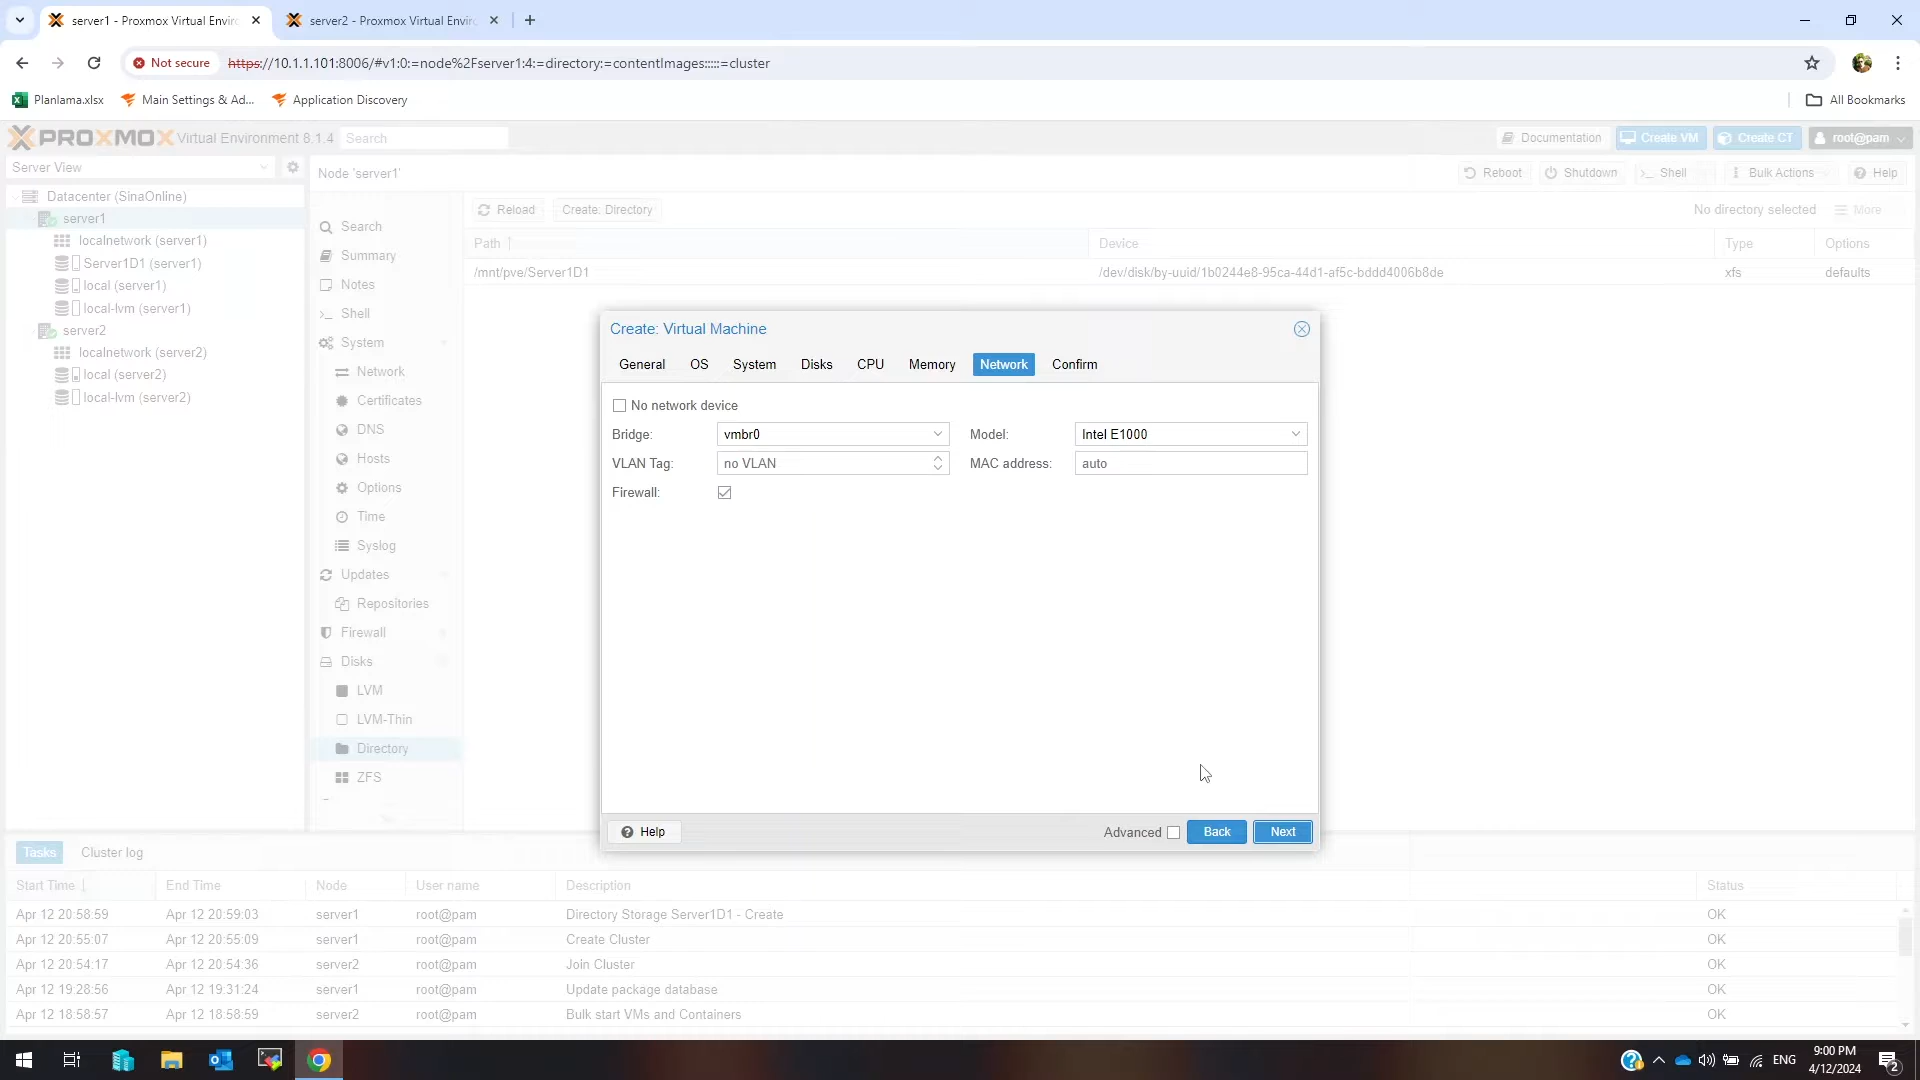 server1 - Proxmox Virtual Enviro
server2 - Proxmox Virtual Enviro
Not secure
https://10.1.1.101:8006/#v1:0:=node%2Fserver1:4:=directory:=contentImages:::::=cluster
Planlama.xlsx
Main Settings & Ad...
Application Discovery
All Bookmarks
PROXMOX Virtual Environment 8.1.4
Search
Documentation
Create VM
Create CT
root@pam
Server View
Node 'server1'
Reboot
Shutdown
Shell
Bulk Actions
Help
Datacenter (SinaOnline)
server1
localnetwork (server1)
Server1D1 (server1)
local (server1)
local-lvm (server1)
server2
localnetwork (server2)
local (server2)
local-lvm (server2)
Search
Summary
Notes
Shell
System
Network
Certificates
DNS
Hosts
Options
Time
Syslog
Updates
Repositories
Firewall
Disks
LVM
LVM-Thin
Directory
ZFS
Reload
Create: Directory
No directory selected
More
Path
Device
Type
Options
/mnt/pve/Server1D1
/dev/disk/by-uuid/1b0244e8-95ca-44d1-af5c-bddd4006b8de
xfs
defaults
Create: Virtual Machine
General
OS
System
Disks
CPU
Memory
Network
Confirm
No network device
Bridge:
vmbr0
Model:
Intel E1000
VLAN Tag:
no VLAN
MAC address:
auto
Firewall:
Help
Advanced
Back
Next
Tasks
Cluster log
Start Time
End Time
Node
User name
Description
Status
Apr 12 20:58:59
Apr 12 20:59:03
server1
root@pam
Directory Storage Server1D1 - Create
OK
Apr 12 20:55:07
Apr 12 20:55:09
server1
root@pam
Create Cluster
OK
Apr 12 20:54:17
Apr 12 20:54:36
server2
root@pam
Join Cluster
OK
Apr 12 19:28:56
Apr 12 19:31:24
server1
root@pam
Update package database
OK
Apr 12 18:58:57
Apr 12 18:58:59
server2
root@pam
Bulk start VMs and Containers
OK
ENG
9:00 PM
4/12/2024
2